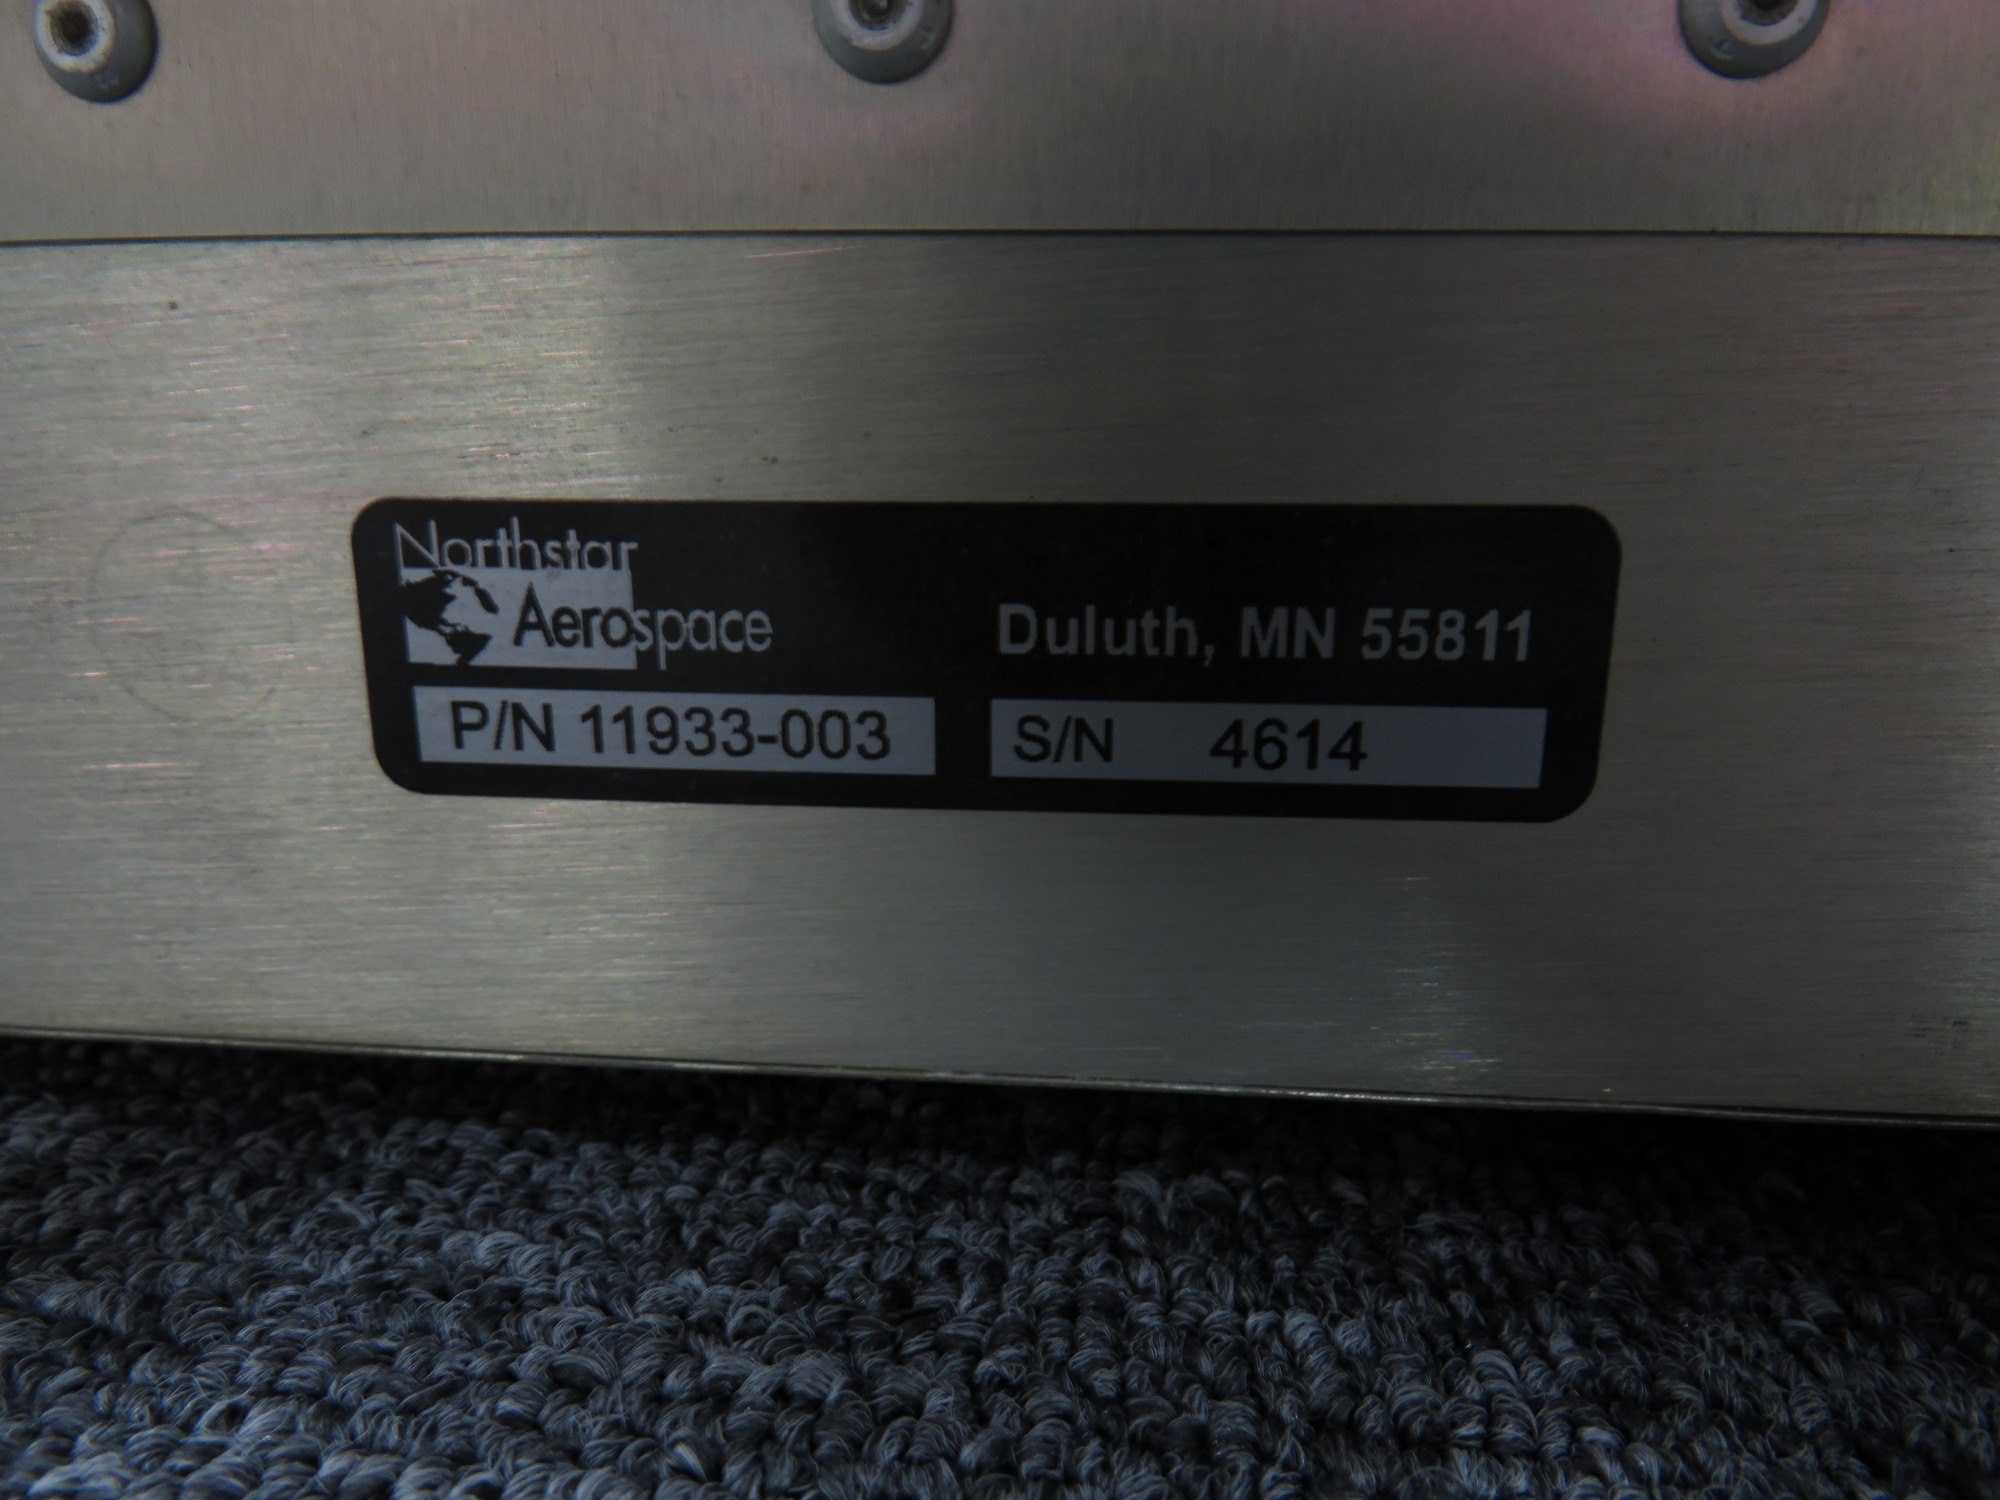 Northstar
Aerospace
Duluth, MN 55811
P/N 11933-003
S/N 4614